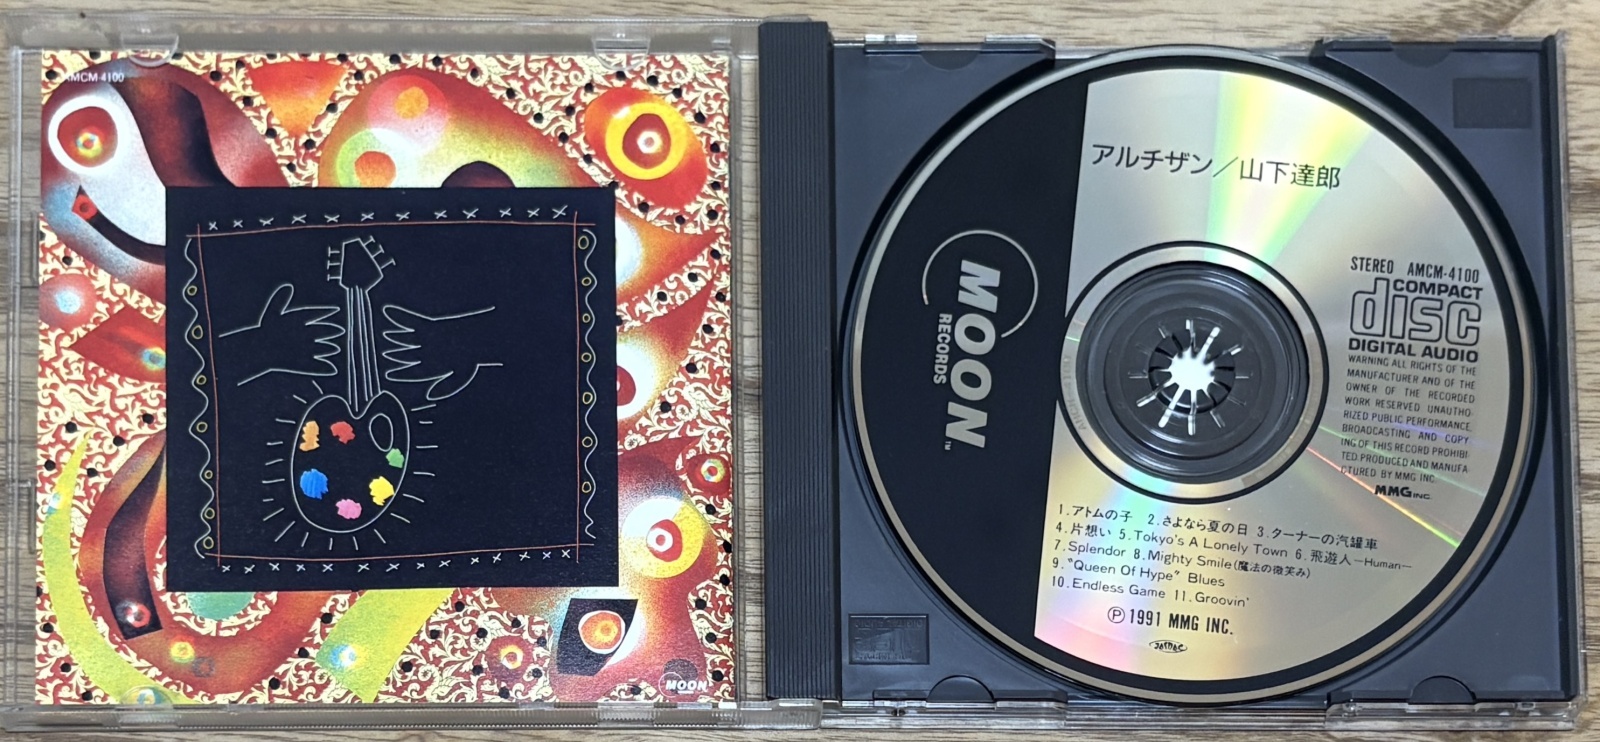 AMCM-4100
MOON
アルチザン／山下達郎
MOON
RECORDS
TM
STEREO AMCM-4100
COMPACT
disc
DIGITAL AUDIO
WARNING: ALL RIGHTS OF THE
MANUFACTURER AND OF THE
OWNER OF THE RECORDED
WORK RESERVED. UNAUTHO-
RIZED PUBLIC PERFORMANCE,
BROADCASTING AND COPY-
ING OF THIS RECORD PROHIBI-
TED. PRODUCED AND MANUFA-
CTURED BY MMG INC.
MMG INC.
1.アトムの子 2.さよなら夏の日 3.ターナーの汽罐車
4.片想い 5.Tokyo's A Lonely Town 6.飛遊人—Human—
7.Splendor 8.Mighty Smile(魔法の微笑み)
9."Queen Of Hype" Blues
10.Endless Game 11.Groovin'
Ⓟ 1991 MMG INC.
JASRAC